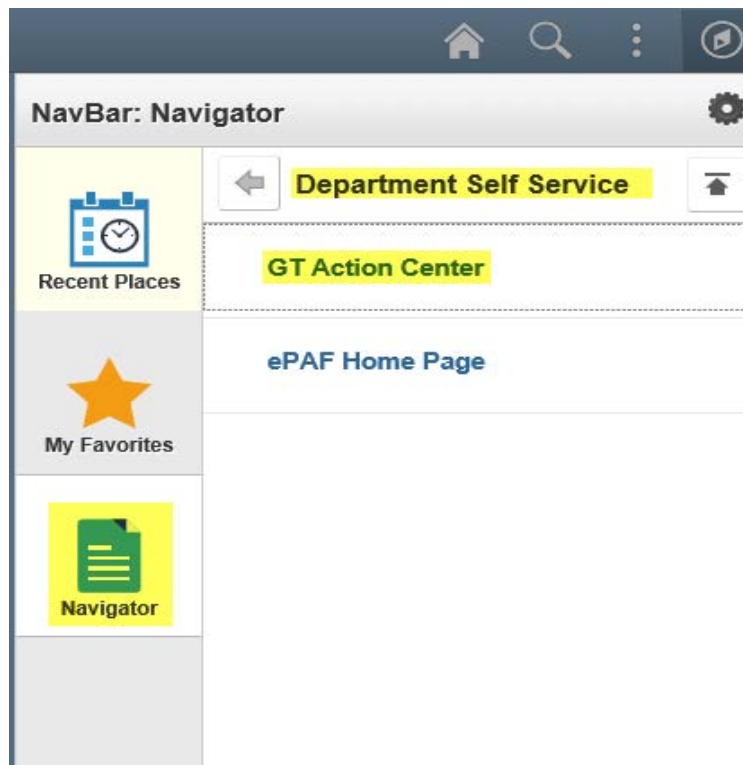 NavBar: Navigator
Department Self Service
Recent Places
GT Action Center
ePAF Home Page
My Favorites
Navigator